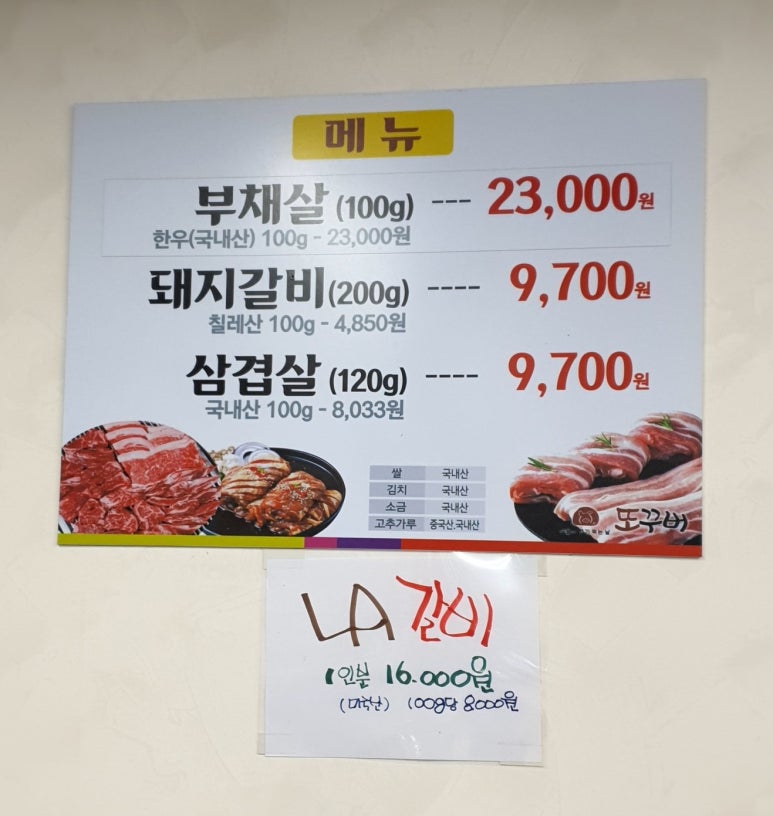 메뉴
부채살 (100g) --- 23,000원
한우(국내산) 100g - 23,000원
돼지갈비(200g) ---- 9,700원
칠레산 100g - 4,850원
삼겹살 (120g) ---- 9,700원
국내산 100g - 8,033원
쌀 국내산
김치 국내산
소금 국내산
고추가루 중국산,국내산
또꾸버
LA갈비
1인분 16.000원
(미국산) 100g당 8000원